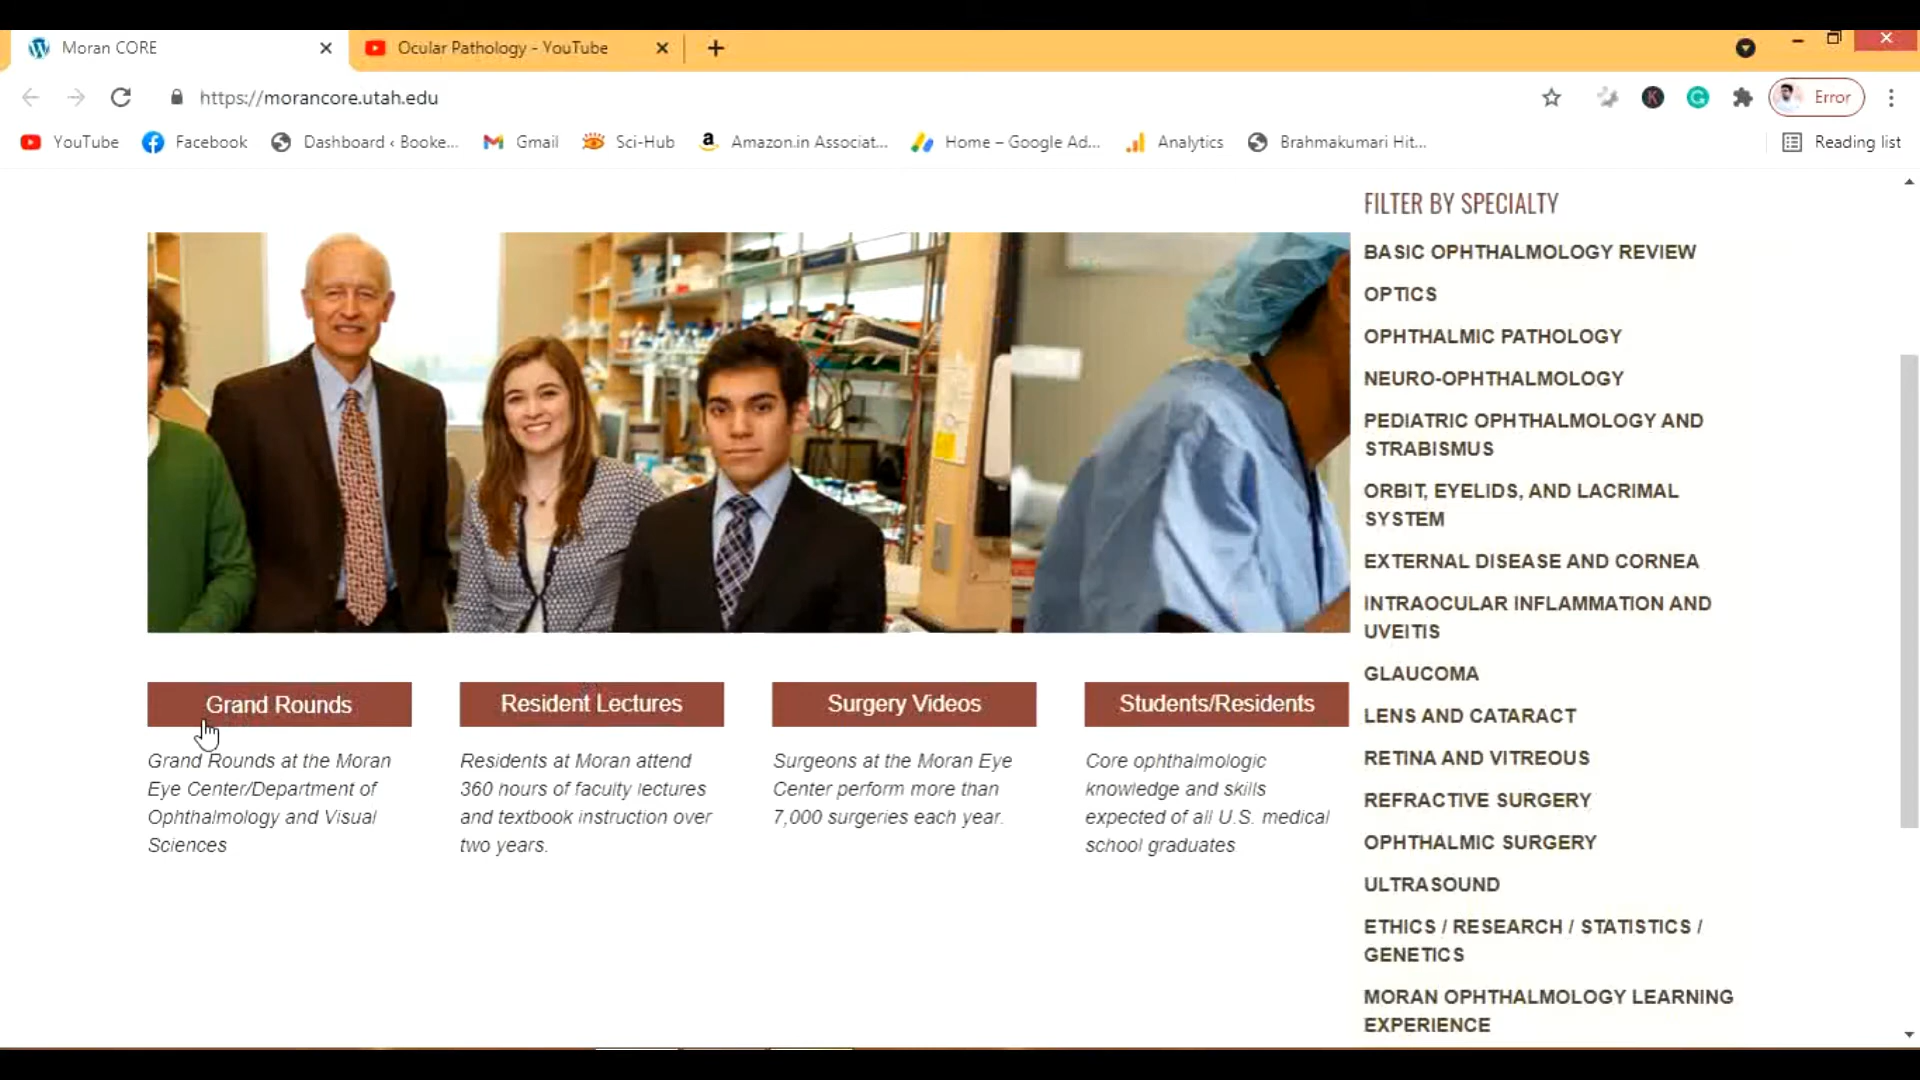 Moran CORE
Ocular Pathology - YouTube
https://morancore.utah.edu
Error
YouTube
Facebook
Dashboard ‹ Booke...
Gmail
Sci-Hub
Amazon.in Associat...
Home – Google Ad...
Analytics
Brahmakumari Hit...
Reading list
Grand Rounds
Grand Rounds at the Moran
Eye Center/Department of
Ophthalmology and Visual
Sciences
Resident Lectures
Residents at Moran attend
360 hours of faculty lectures
and textbook instruction over
two years.
Surgery Videos
Surgeons at the Moran Eye
Center perform more than
7,000 surgeries each year.
Students/Residents
Core ophthalmologic
knowledge and skills
expected of all U.S. medical
school graduates
FILTER BY SPECIALTY
BASIC OPHTHALMOLOGY REVIEW
OPTICS
OPHTHALMIC PATHOLOGY
NEURO-OPHTHALMOLOGY
PEDIATRIC OPHTHALMOLOGY AND
STRABISMUS
ORBIT, EYELIDS, AND LACRIMAL
SYSTEM
EXTERNAL DISEASE AND CORNEA
INTRAOCULAR INFLAMMATION AND
UVEITIS
GLAUCOMA
LENS AND CATARACT
RETINA AND VITREOUS
REFRACTIVE SURGERY
OPHTHALMIC SURGERY
ULTRASOUND
ETHICS / RESEARCH / STATISTICS /
GENETICS
MORAN OPHTHALMOLOGY LEARNING
EXPERIENCE